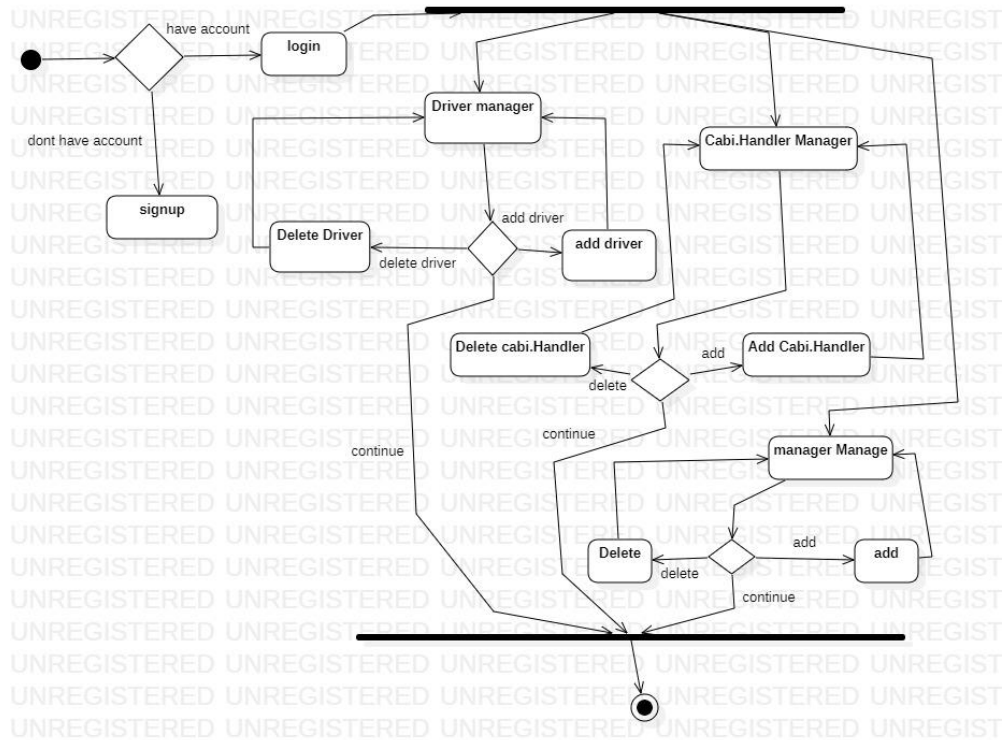 have account
login
Driver manager
Cabi.Handler Manager
dont have account
signup
add driver
Delete Driver
add driver
delete driver
Delete cabi.Handler
add
Add Cabi.Handler
delete
continue
continue
manager Manage
Delete
add
add
delete
continue
UNREGISTERED